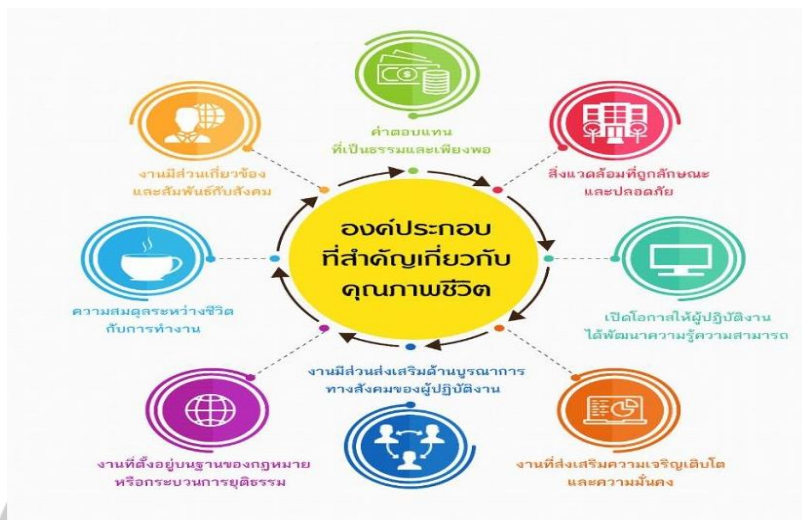 องค์ประกอบ
ที่สำคัญเกี่ยวกับ
คุณภาพชีวิต
ค่าตอบแทน
ที่เป็นธรรมและเพียงพอ
สิ่งแวดล้อมที่ถูกลักษณะ
และปลอดภัย
เปิดโอกาสให้ผู้ปฏิบัติงาน
ได้พัฒนาความรู้ความสามารถ
งานที่ส่งเสริมความเจริญเติบโต
และความมั่นคง
งานมีส่วนส่งเสริมด้านบูรณาการ
ทางสังคมของผู้ปฏิบัติงาน
งานที่ตั้งอยู่บนฐานของกฎหมาย
หรือกระบวนการยุติธรรม
ความสมดุลระหว่างชีวิต
กับการทำงาน
งานมีส่วนเกี่ยวข้อง
และสัมพันธ์กับสังคม